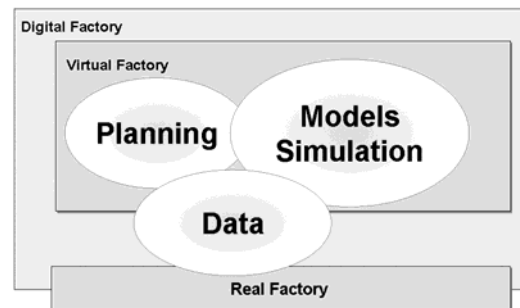 Digital Factory
Virtual Factory
Planning
Models
Simulation
Data
Real Factory